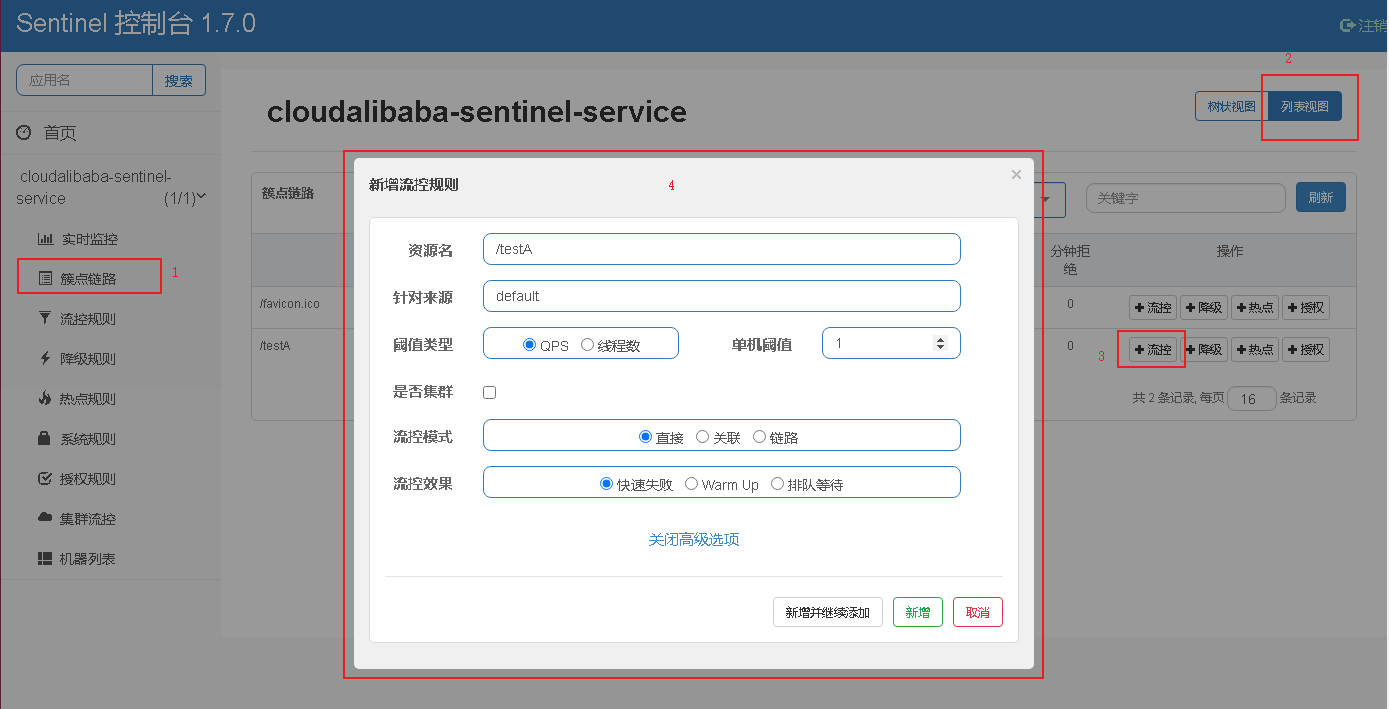 Sentinel 控制台 1.7.0
注销
应用名
搜索
首页
cloudalibaba-sentinel-
service
(1/1)
实时监控
簇点链路
1
流控规则
降级规则
热点规则
系统规则
授权规则
集群流控
机器列表
cloudalibaba-sentinel-service
2
树状视图
列表视图
簇点链路
关键字
刷新
分钟拒
绝
操作
/favicon.ico
0
流控
降级
热点
授权
/testA
0
3
流控
降级
热点
授权
共 2 条记录, 每页 16 条记录
新增流控规则
4
×
资源名
/testA
针对来源
default
阈值类型
QPS
线程数
单机阈值
1
是否集群
流控模式
直接
关联
链路
流控效果
快速失败
Warm Up
排队等待
关闭高级选项
新增并继续添加
新增
取消